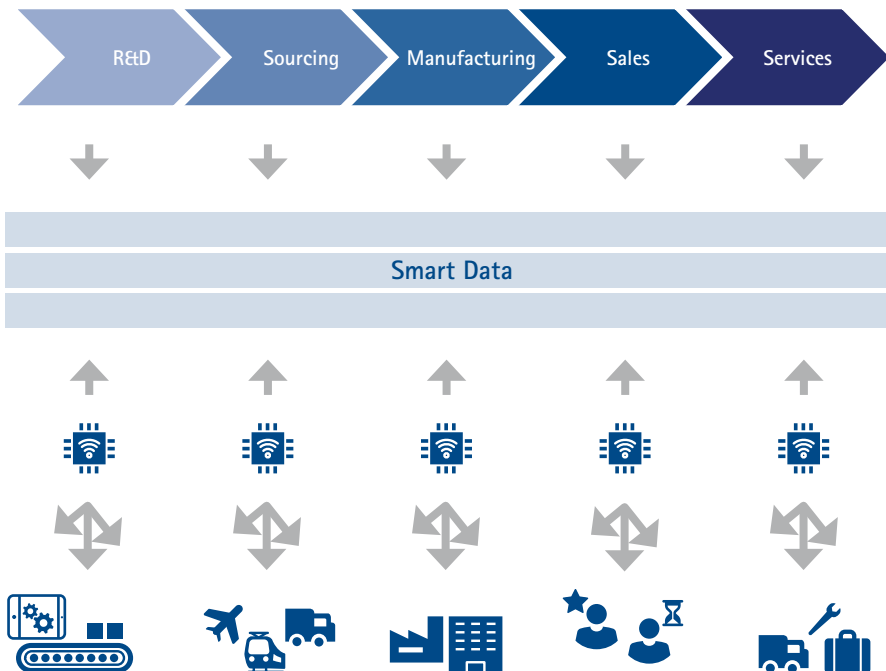 R&D
Sourcing
Manufacturing
Sales
Services
Smart Data